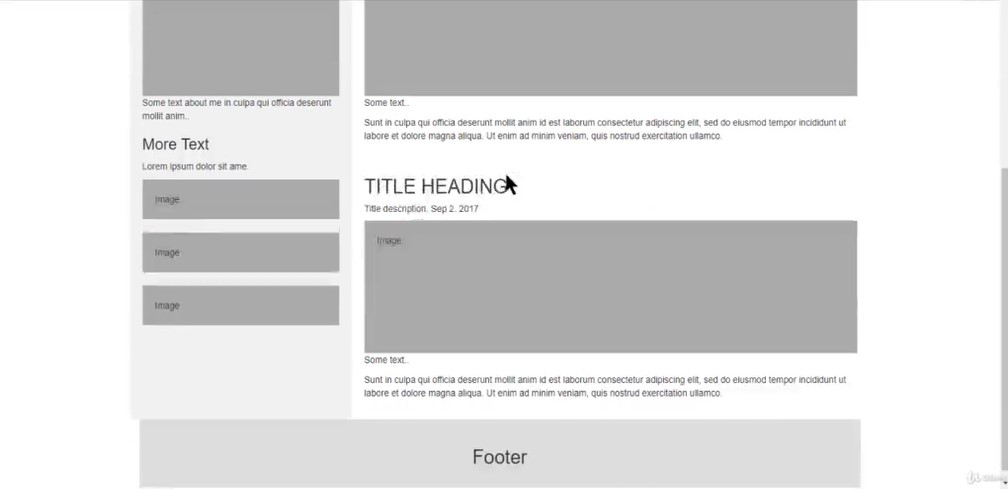 Some text about me in culpa qui officia deserunt
mollit anim..
More Text
Lorem ipsum dolor sit ame.
Image
Image
Image
Some text..
Sunt in culpa qui officia deserunt mollit anim id est laborum consectetur adipiscing elit, sed do eiusmod tempor incididunt ut
labore et dolore magna aliqua. Ut enim ad minim veniam, quis nostrud exercitation ullamco.
TITLE HEADING
Title description, Sep 2, 2017
Image
Some text..
Sunt in culpa qui officia deserunt mollit anim id est laborum consectetur adipiscing elit, sed do eiusmod tempor incididunt ut
labore et dolore magna aliqua. Ut enim ad minim veniam, quis nostrud exercitation ullamco.
Footer